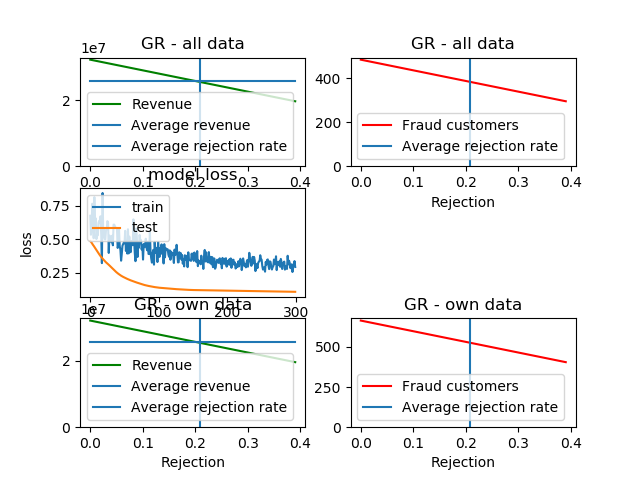 GR - all data
1e7
2
0
Revenue
Average revenue
Average rejection rate
0.0 0.1 0.2 0.3 0.4
GR - all data
400
200
0
Fraud customers
Average rejection rate
0.0 0.1 0.2 0.3 0.4
Rejection
model loss
loss
0.75
0.50
0.25
train
test
0 100 200 300
GR - own data
1e7
2
0
Revenue
Average revenue
Average rejection rate
0.0 0.1 0.2 0.3 0.4
Rejection
GR - own data
500
250
0
Fraud customers
Average rejection rate
0.0 0.1 0.2 0.3 0.4
Rejection